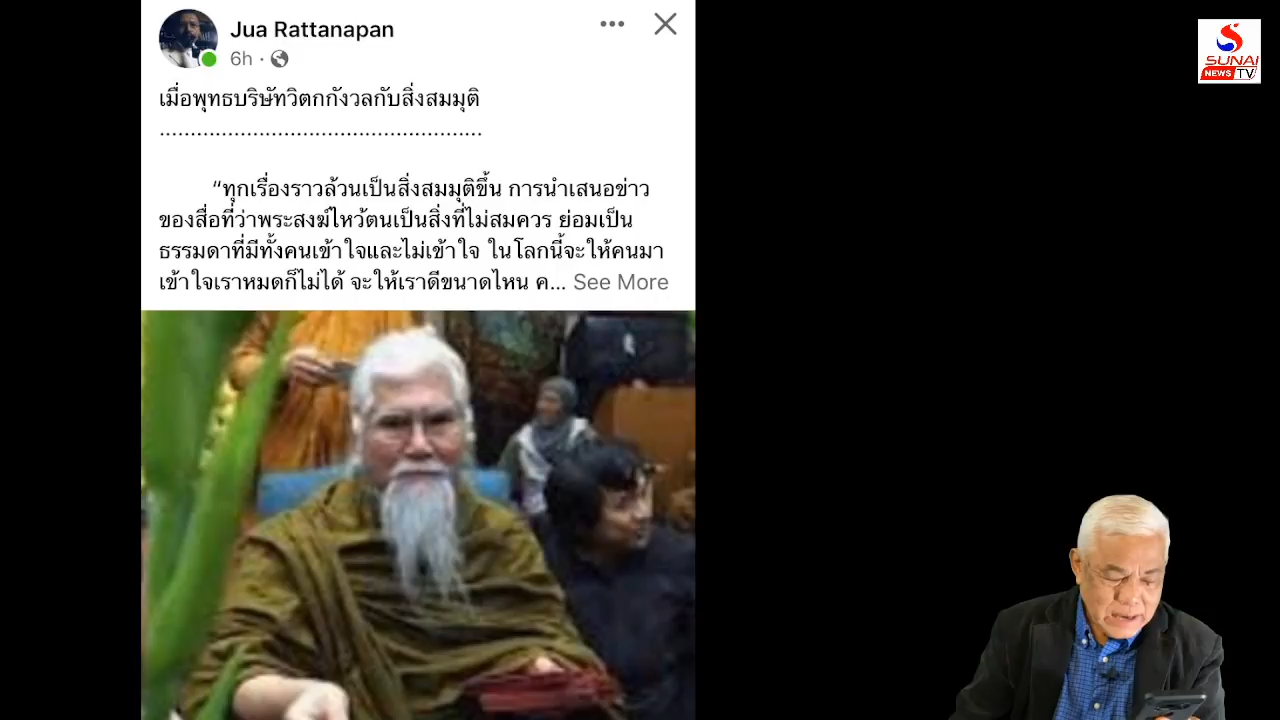 Jua Rattanapan
6h ·
เมื่อพุทธบริษัทวิตกกังวลกับสิ่งสมมุติ
....................................................
“ทุกเรื่องราวล้วนเป็นสิ่งสมมุติขึ้น การนำเสนอข่าว
ของสื่อที่ว่าพระสงฆ์ไหว้ตนเป็นสิ่งที่ไม่สมควร ย่อมเป็น
ธรรมดาที่มีทั้งคนเข้าใจและไม่เข้าใจ ในโลกนี้จะให้คนมา
เข้าใจเราหมดก็ไม่ได้ จะให้เราดีขนาดไหน ค... See More
SUNAI
NEWS TV